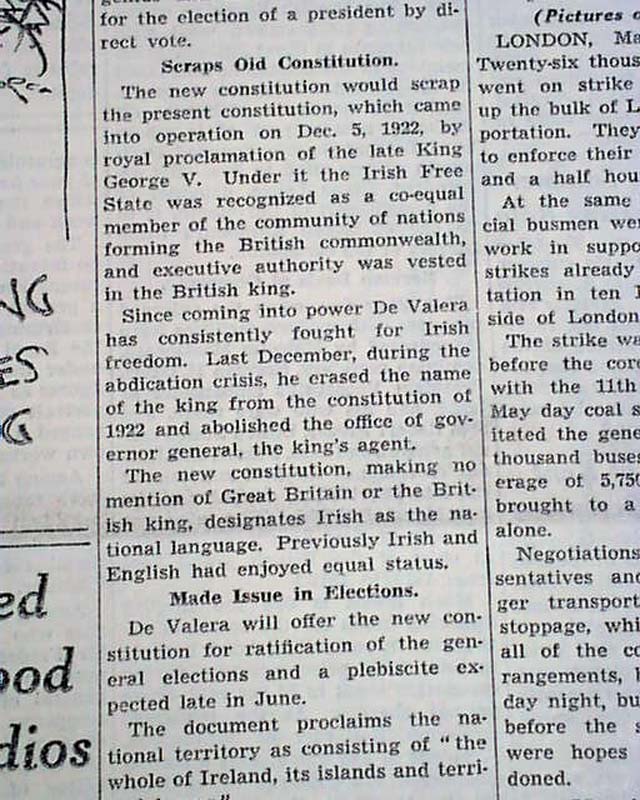 for the election of a president by di-
rect vote.
Scraps Old Constitution.
The new constitution would scrap
the present constitution, which came
into operation on Dec. 5, 1922, by
royal proclamation of the late King
George V. Under it the Irish Free
State was recognized as a co-equal
member of the community of nations
forming the British commonwealth,
and executive authority was vested
in the British king.
Since coming into power De Valera
has consistently fought for Irish
freedom. Last December, during the
abdication crisis, he erased the name
of the king from the constitution of
1922 and abolished the office of gov-
ernor general, the king's agent.
The new constitution, making no
mention of Great Britain or the Brit-
ish king, designates Irish as the na-
tional language. Previously Irish and
English had enjoyed equal status.
Made Issue in Elections.
De Valera will offer the new con-
stitution for ratification of the gen-
eral elections and a plebiscite ex-
pected late in June.
The document proclaims the na-
tional territory as consisting of "the
whole of Ireland, its islands and terri-
(Pictures
LONDON, Ma
Twenty-six thous
went on strike
up the bulk of L
portation. They
to enforce their
and a half hou
At the same
cial busmen wer
work in suppo
strikes already
tation in ten
side of London
The strike wa
before the coro
with the 11th
May day coal s
itated the gene
thousand buses
erage of 5,750
brought to a
alone.
Negotiations
sentatives and
ger transport
stoppage, whi
all of the co
rangements, b
day night, bu
before the s
were hopes
doned.
NG
ES
G
ed
ood
dios